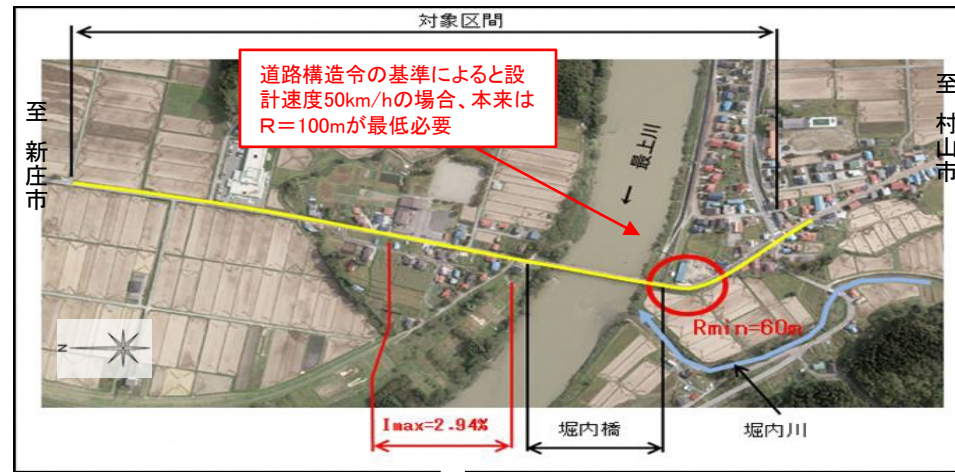 対象区間
道路構造令の基準によると設
計速度50km/hの場合、本来は
R=100mが最低必要
至 新庄市
至 村山市
← 最上川
Rmin=60m
N
Imax=2.94%
堀内橋
堀内川